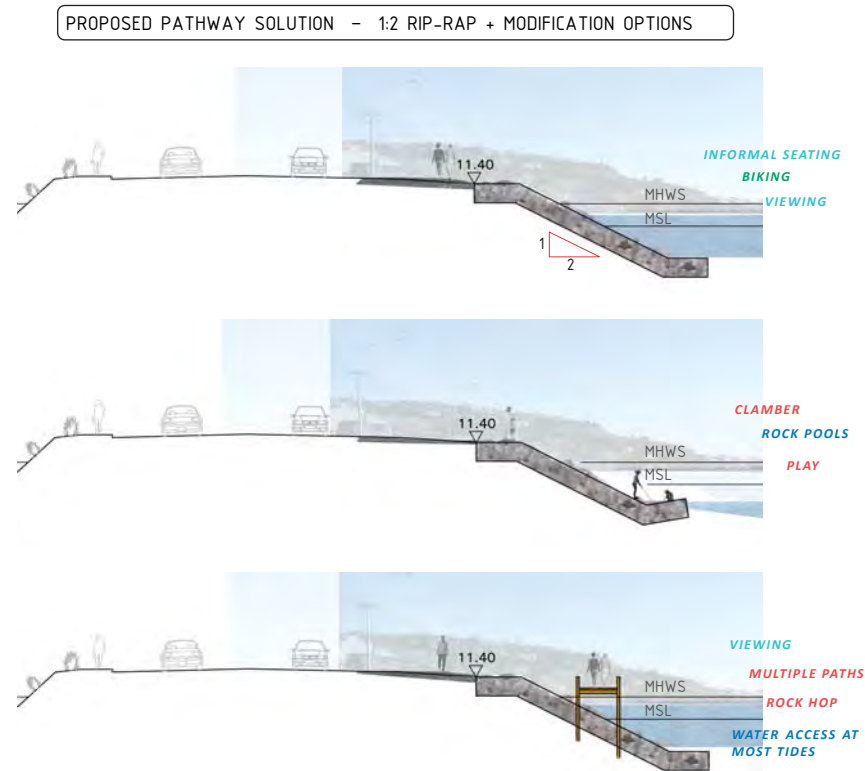 PROPOSED PATHWAY SOLUTION – 1:2 RIP-RAP + MODIFICATION OPTIONS
INFORMAL SEATING
11.40
BIKING
MHWS
VIEWING
MSL
1
2
CLAMBER
11.40
ROCK POOLS
MHWS
PLAY
MSL
VIEWING
11.40
MULTIPLE PATHS
MHWS
ROCK HOP
MSL
WATER ACCESS AT
MOST TIDES